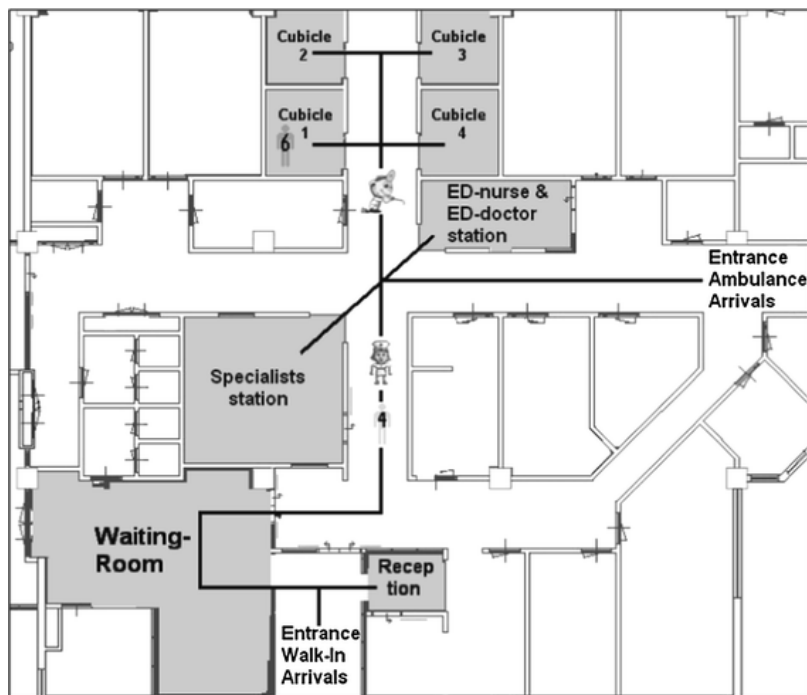 Cubicle
2
Cubicle
3
Cubicle
1
6
Cubicle
4
ED-nurse &
ED-doctor
station
Entrance
Ambulance
Arrivals
Specialists
station
4
Waiting-
Room
Recep
tion
Entrance
Walk-In
Arrivals